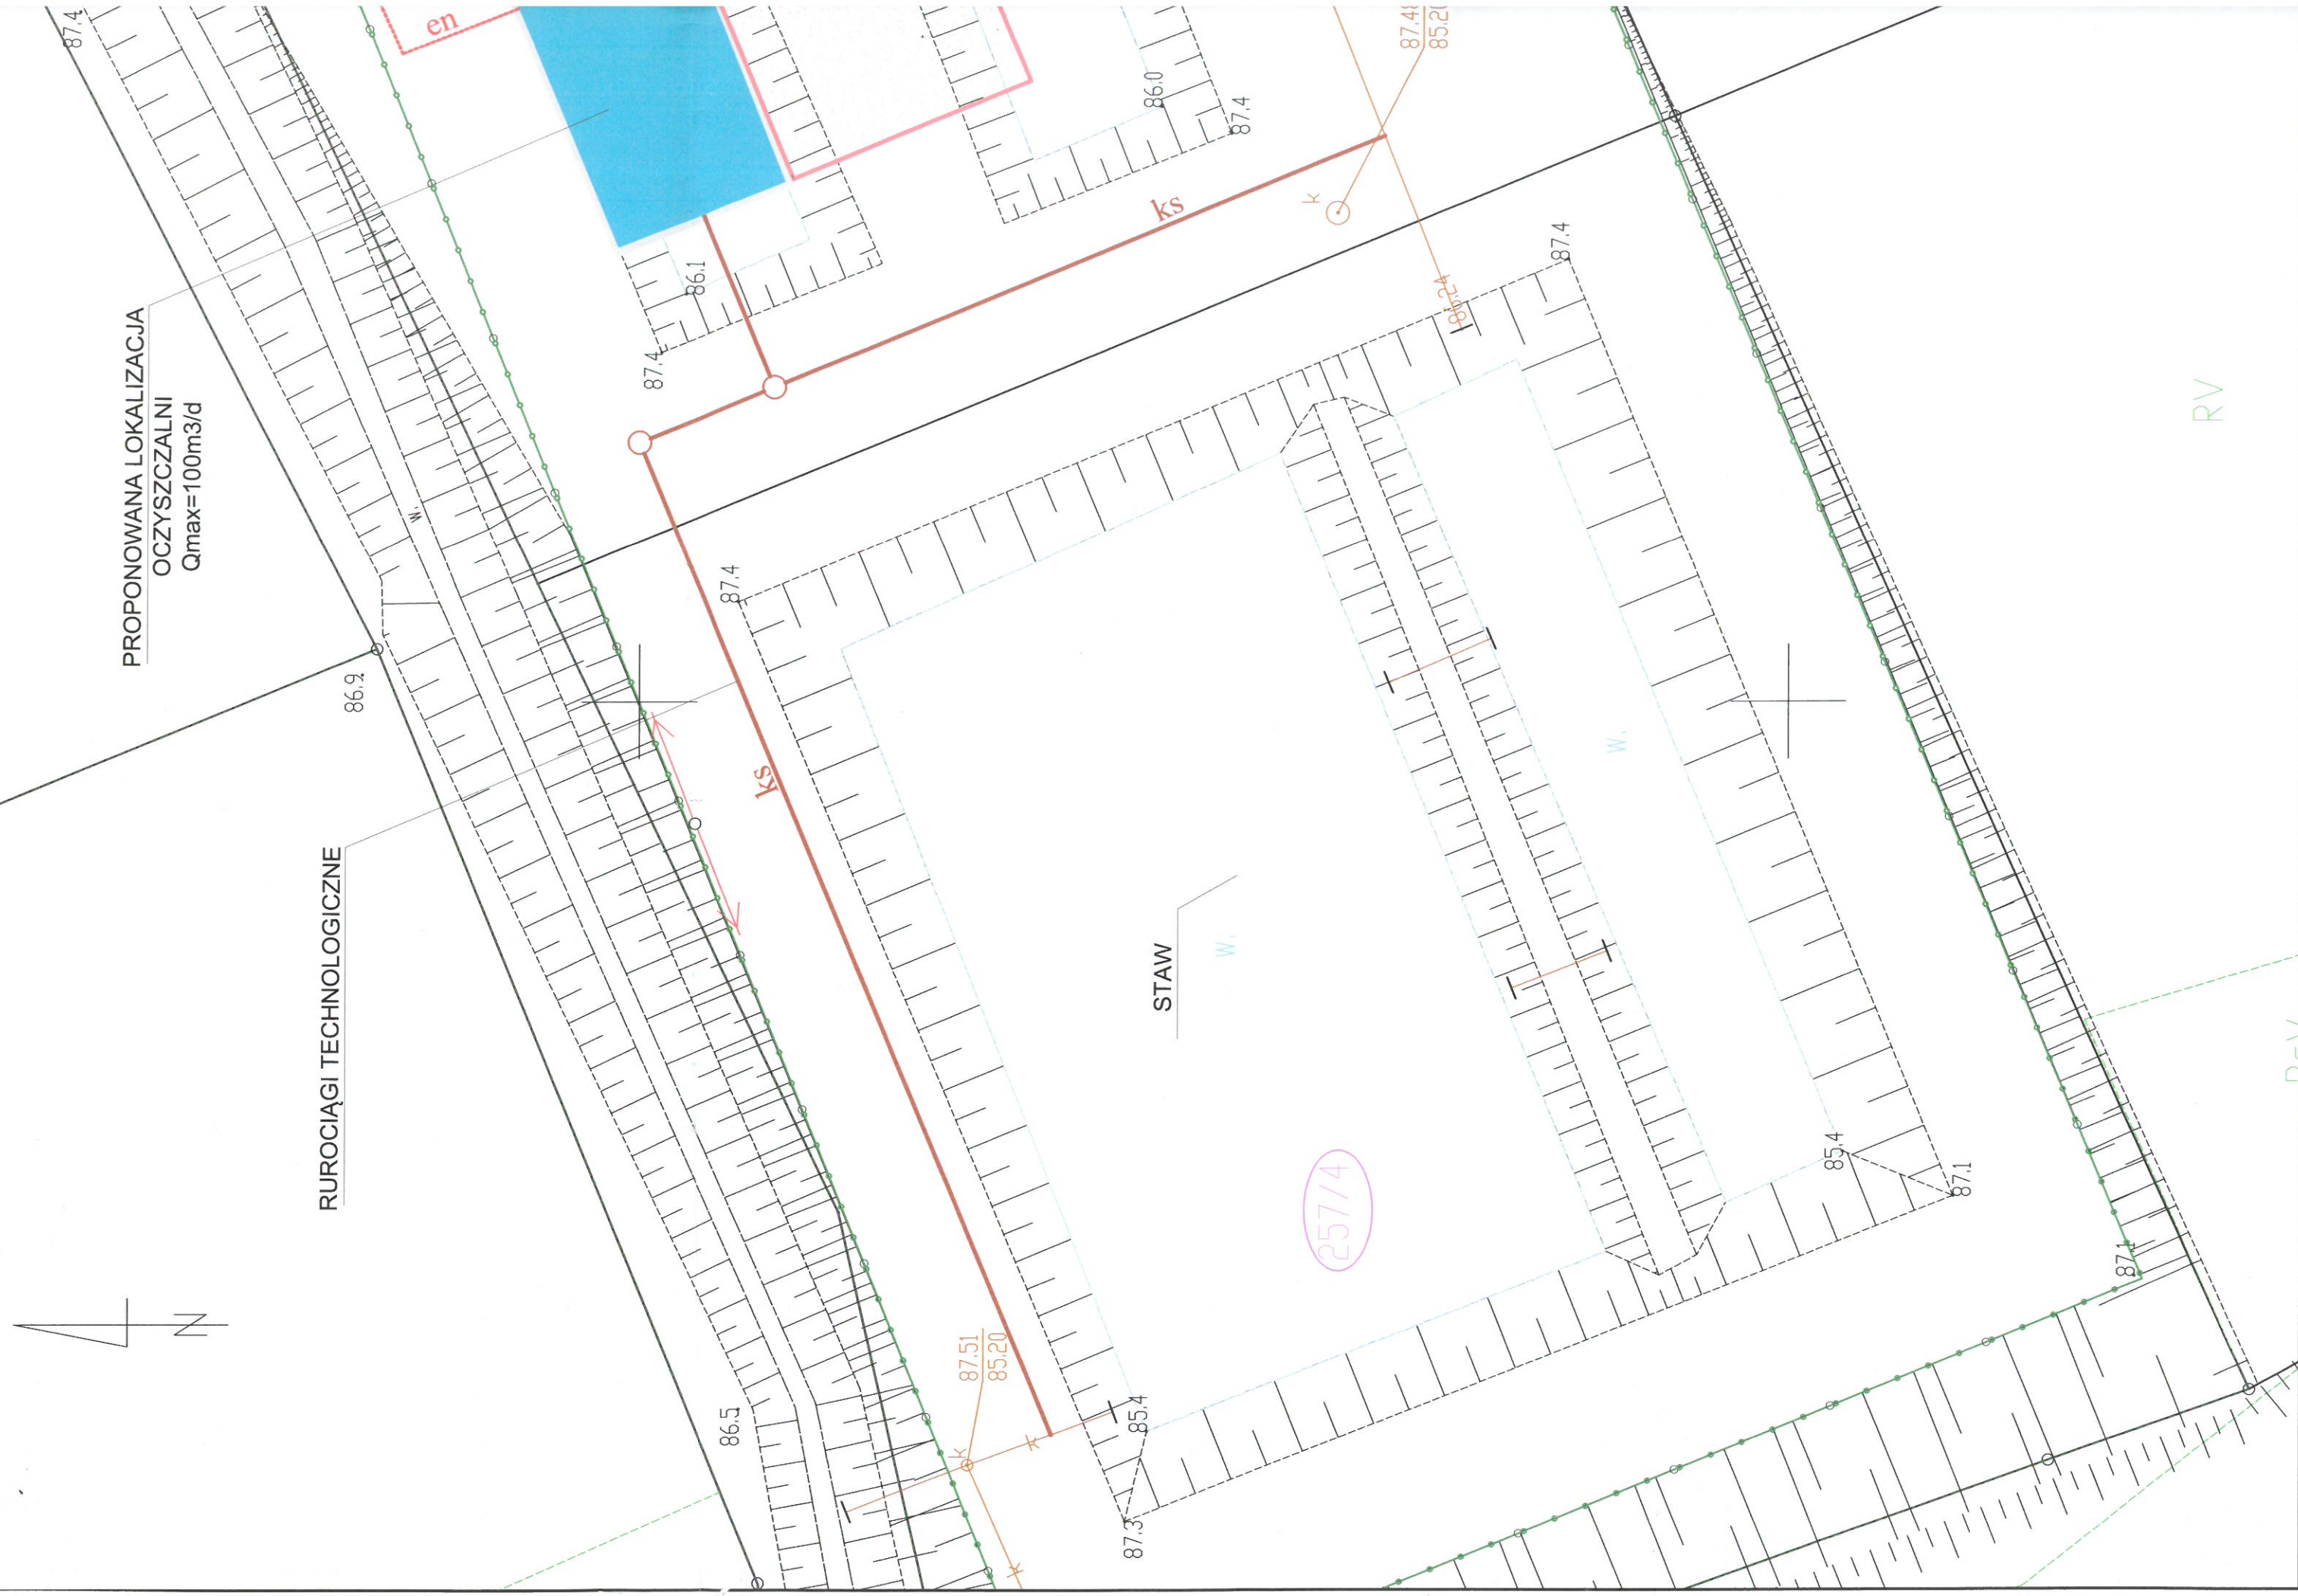 87.4
en
87.48
85.20
86.0
87.4
ks
k
87.4
86.1
87.4
86.24
PROPONOWANA LOKALIZACJA
OCZYSZCZALNI
Qmax=100m3/d
w.
RV
87.4
86.9
ks
W.
RUROCIĄGI TECHNOLOGICZNE
STAW
W.
257/4
85.4
87.1
87.1
N
87.51
85.20
86.5
k
k
85.4
87.3
k